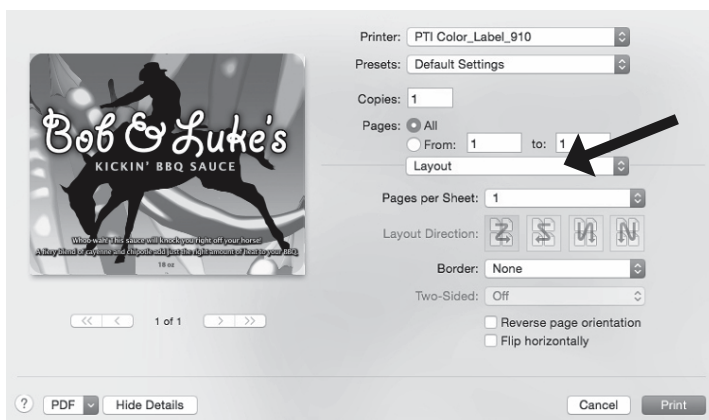 Printer: PTI Color_Label_910
Presets: Default Settings
Copies: 1
Pages: All
From: 1 to: 1
Layout
Pages per Sheet: 1
Layout Direction:
Border: None
Two-Sided: Off
Reverse page orientation
Flip horizontally
Bob & Luke's
KICKIN' BBQ SAUCE
Whoo-wah! This sauce will knock you right off your horse!
A fiery blend of cayenne and chipotle add just the right amount of heat to your BBQ.
18 oz
<< < 1 of 1 > >>
? PDF Hide Details Cancel Print